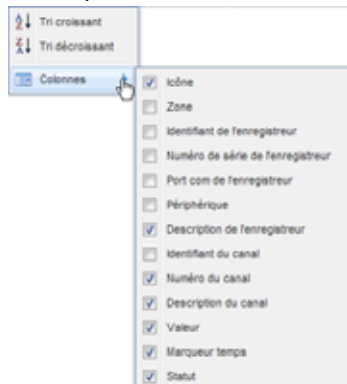 Tri croissant
Tri décroissant
Colonnes
Icône
Zone
Identifiant de l'enregistreur
Numéro de série de l'enregistreur
Port com de l'enregistreur
Périphérique
Description de l'enregistreur
Identifiant du canal
Numéro du canal
Description du canal
Valeur
Marqueur temps
Statut